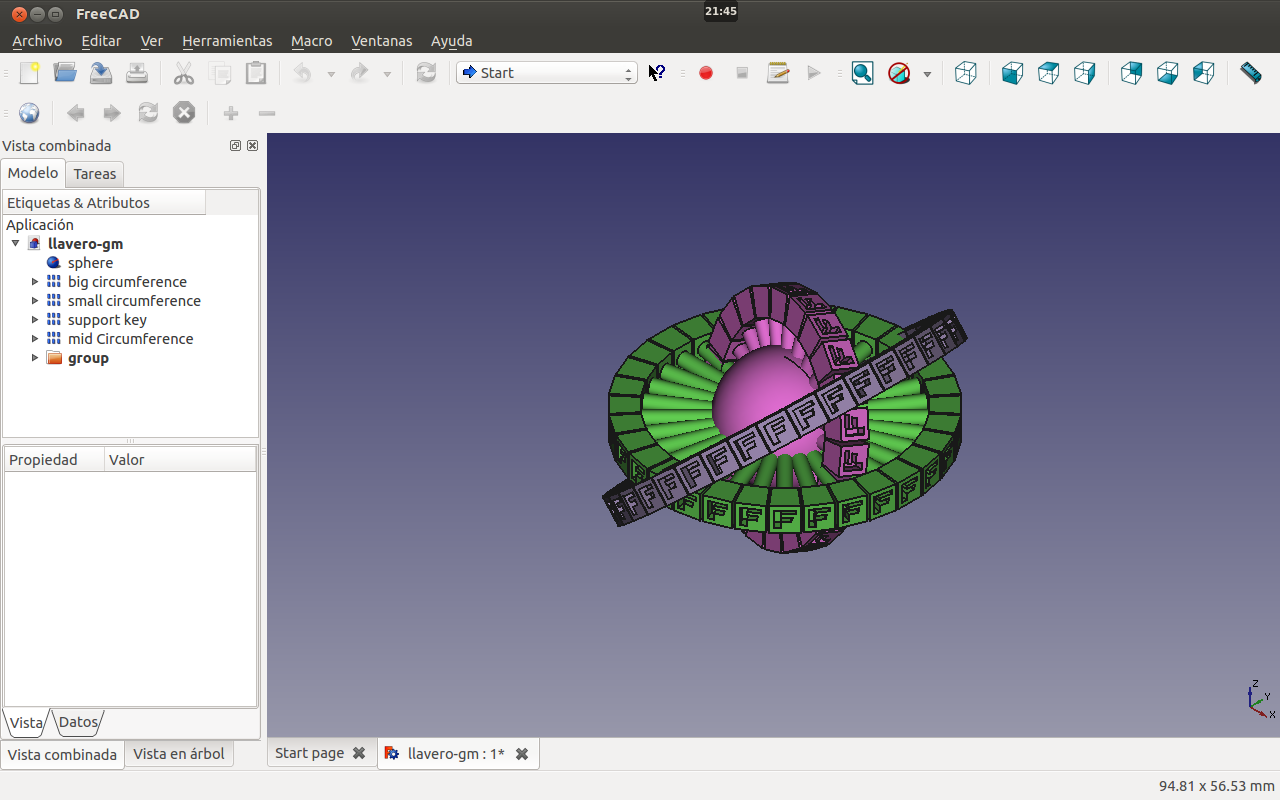 FreeCAD
21:45
Archivo Editar Ver Herramientas Macro Ventanas Ayuda
Start
Vista combinada
Modelo Tareas
Etiquetas & Atributos
Aplicación
llavero-gm
sphere
big circumference
small circumference
support key
mid Circumference
group
Propiedad Valor
Vista Datos
Vista combinada Vista en árbol
F F F
F F F F F F F F F F F F F
F F
F F F F F F F
Z
Y
X
Start page llavero-gm : 1*
94.81 x 56.53 mm